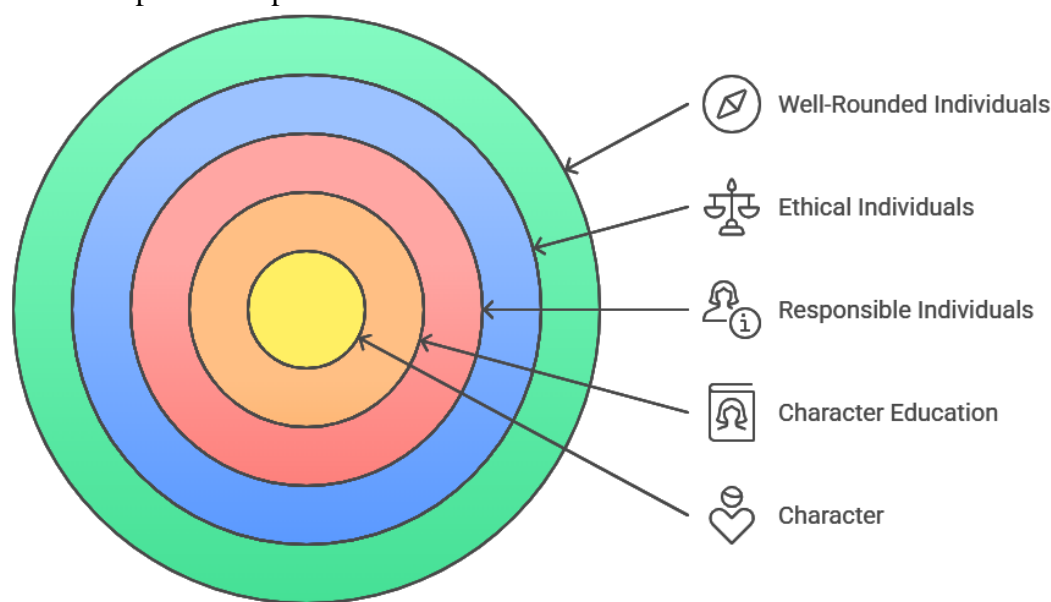 Well-Rounded Individuals
Ethical Individuals
Responsible Individuals
Character Education
Character